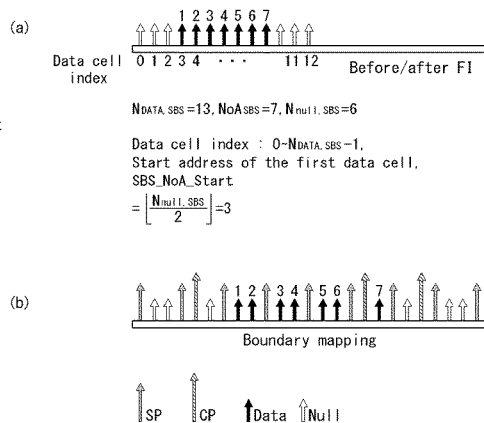 (a)
1 2 3 4 5 6 7
Data cell index
0 1 2 3 4 ··· 11 12
Before/after FI
NDATA, SBS=13, NoA SBS=7, Nnull, SBS=6
Data cell index : 0~NDATA, SBS-1,
Start address of the first data cell,
SBS_NoA_Start
= ⌊Nnull, SBS / 2⌋ =3
(b)
1 2 3 4 5 6 7
Boundary mapping
SP CP Data Null